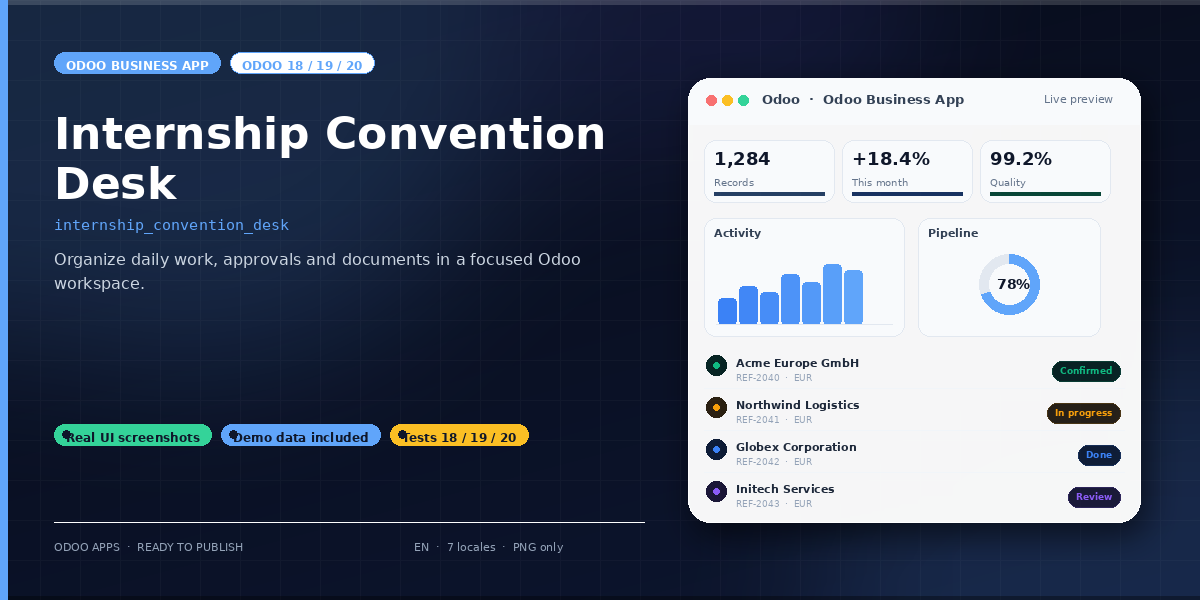 ODOO BUSINESS APP
ODOO 18 / 19 / 20
Internship Convention
Desk
internship_convention_desk
Organize daily work, approvals and documents in a focused Odoo
workspace.
Real UI screenshots
Demo data included
Tests 18 / 19 / 20
ODOO APPS · READY TO PUBLISH
EN · 7 locales · PNG only
Odoo · Odoo Business App
Live preview
1,284
Records
+18.4%
This month
99.2%
Quality
Activity
Pipeline
78%
Acme Europe GmbH
REF-2040 · EUR
Confirmed
Northwind Logistics
REF-2041 · EUR
In progress
Globex Corporation
REF-2042 · EUR
Done
Initech Services
REF-2043 · EUR
Review